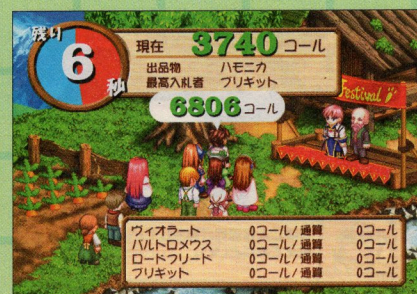 残り
6
秒
現在 3740 コール
出品物 ハモニカ
最高入札者 ブリキット
6806 コール
Festival
ヴィオラート 0コール/通算 0コール
バルトロメウス 0コール/通算 0コール
ロードフリード 0コール/通算 0コール
ブリキット 0コール/通算 0コール